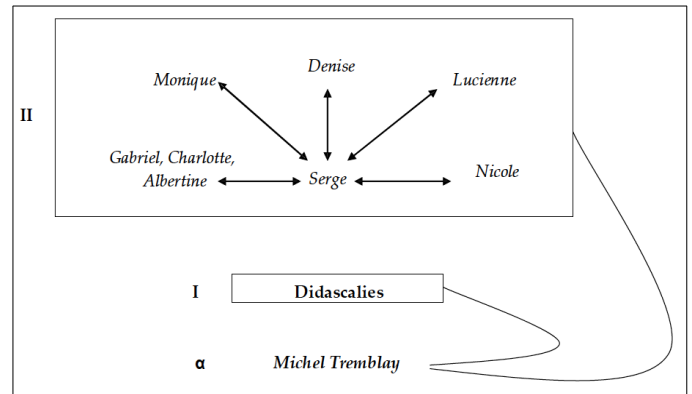 Denise
Monique
Lucienne
II
Gabriel, Charlotte,
Albertine
Serge
Nicole
I
Didascalies
α
Michel Tremblay